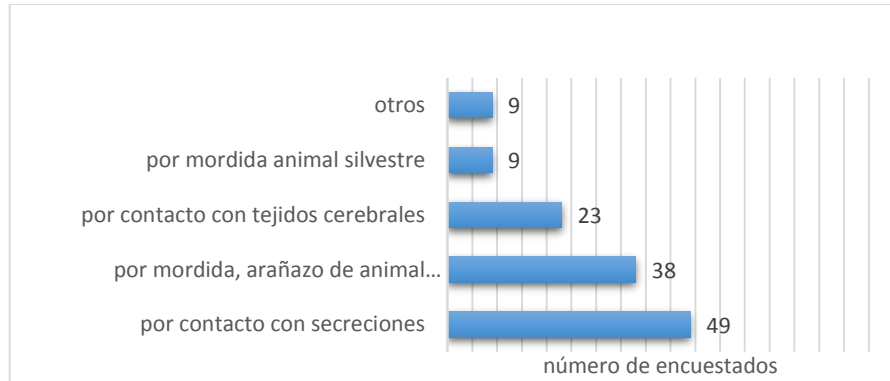 otros 9
por mordida animal silvestre 9
por contacto con tejidos cerebrales 23
por mordida, arañazo de animal… 38
por contacto con secreciones 49
número de encuestados